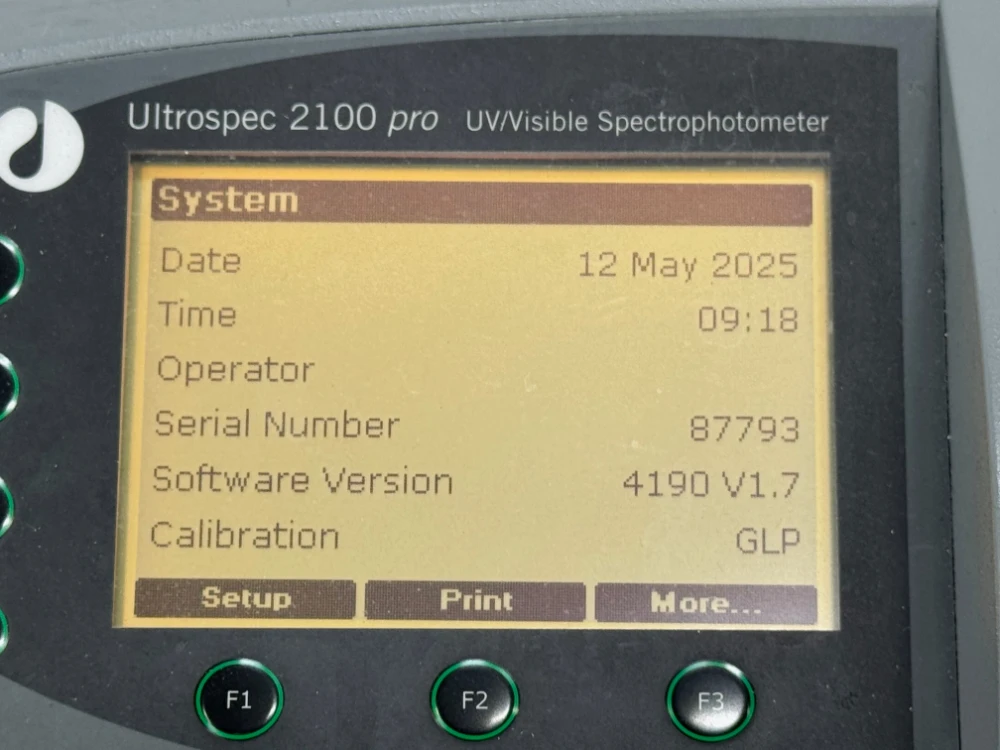 Ultrospec 2100 pro UV/Visible Spectrophotometer
System
Date 12 May 2025
Time 09:18
Operator
Serial Number 87793
Software Version 4190 V1.7
Calibration GLP
Setup Print More...
F1 F2 F3